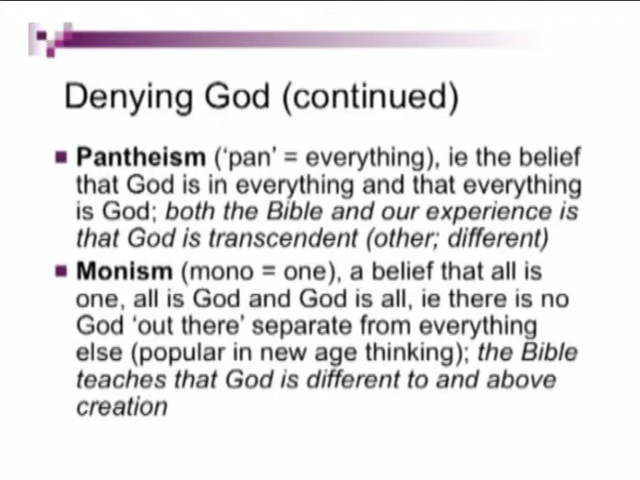 Denying God (continued)
Pantheism ('pan' = everything), ie the belief
that God is in everything and that everything
is God; both the Bible and our experience is
that God is transcendent (other; different)
Monism (mono = one), a belief that all is
one, all is God and God is all, ie there is no
God 'out there' separate from everything
else (popular in new age thinking); the Bible
teaches that God is different to and above
creation